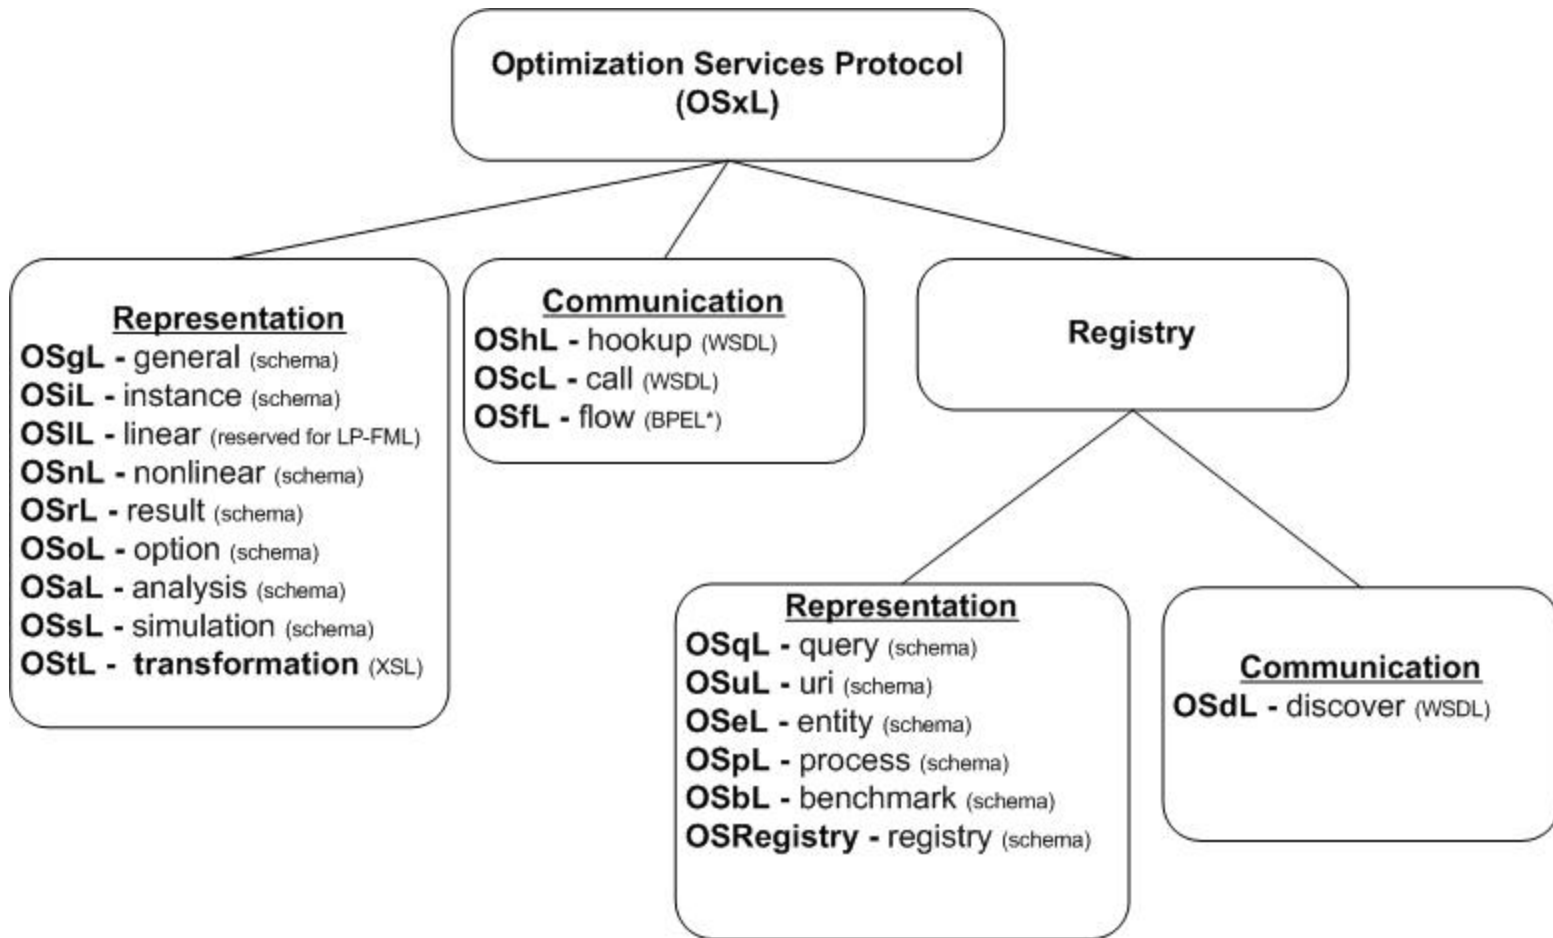 Optimization Services Protocol
(OSxL)
Representation
OSgL - general (schema)
OSiL - instance (schema)
OSlL - linear (reserved for LP-FML)
OSnL - nonlinear (schema)
OSrL - result (schema)
OSoL - option (schema)
OSaL - analysis (schema)
OSsL - simulation (schema)
OStL - transformation (XSL)
Communication
OShL - hookup (WSDL)
OScL - call (WSDL)
OSfL - flow (BPEL*)
Registry
Representation
OSqL - query (schema)
OSuL - uri (schema)
OSeL - entity (schema)
OSpL - process (schema)
OSbL - benchmark (schema)
OSRegistry - registry (schema)
Communication
OSdL - discover (WSDL)